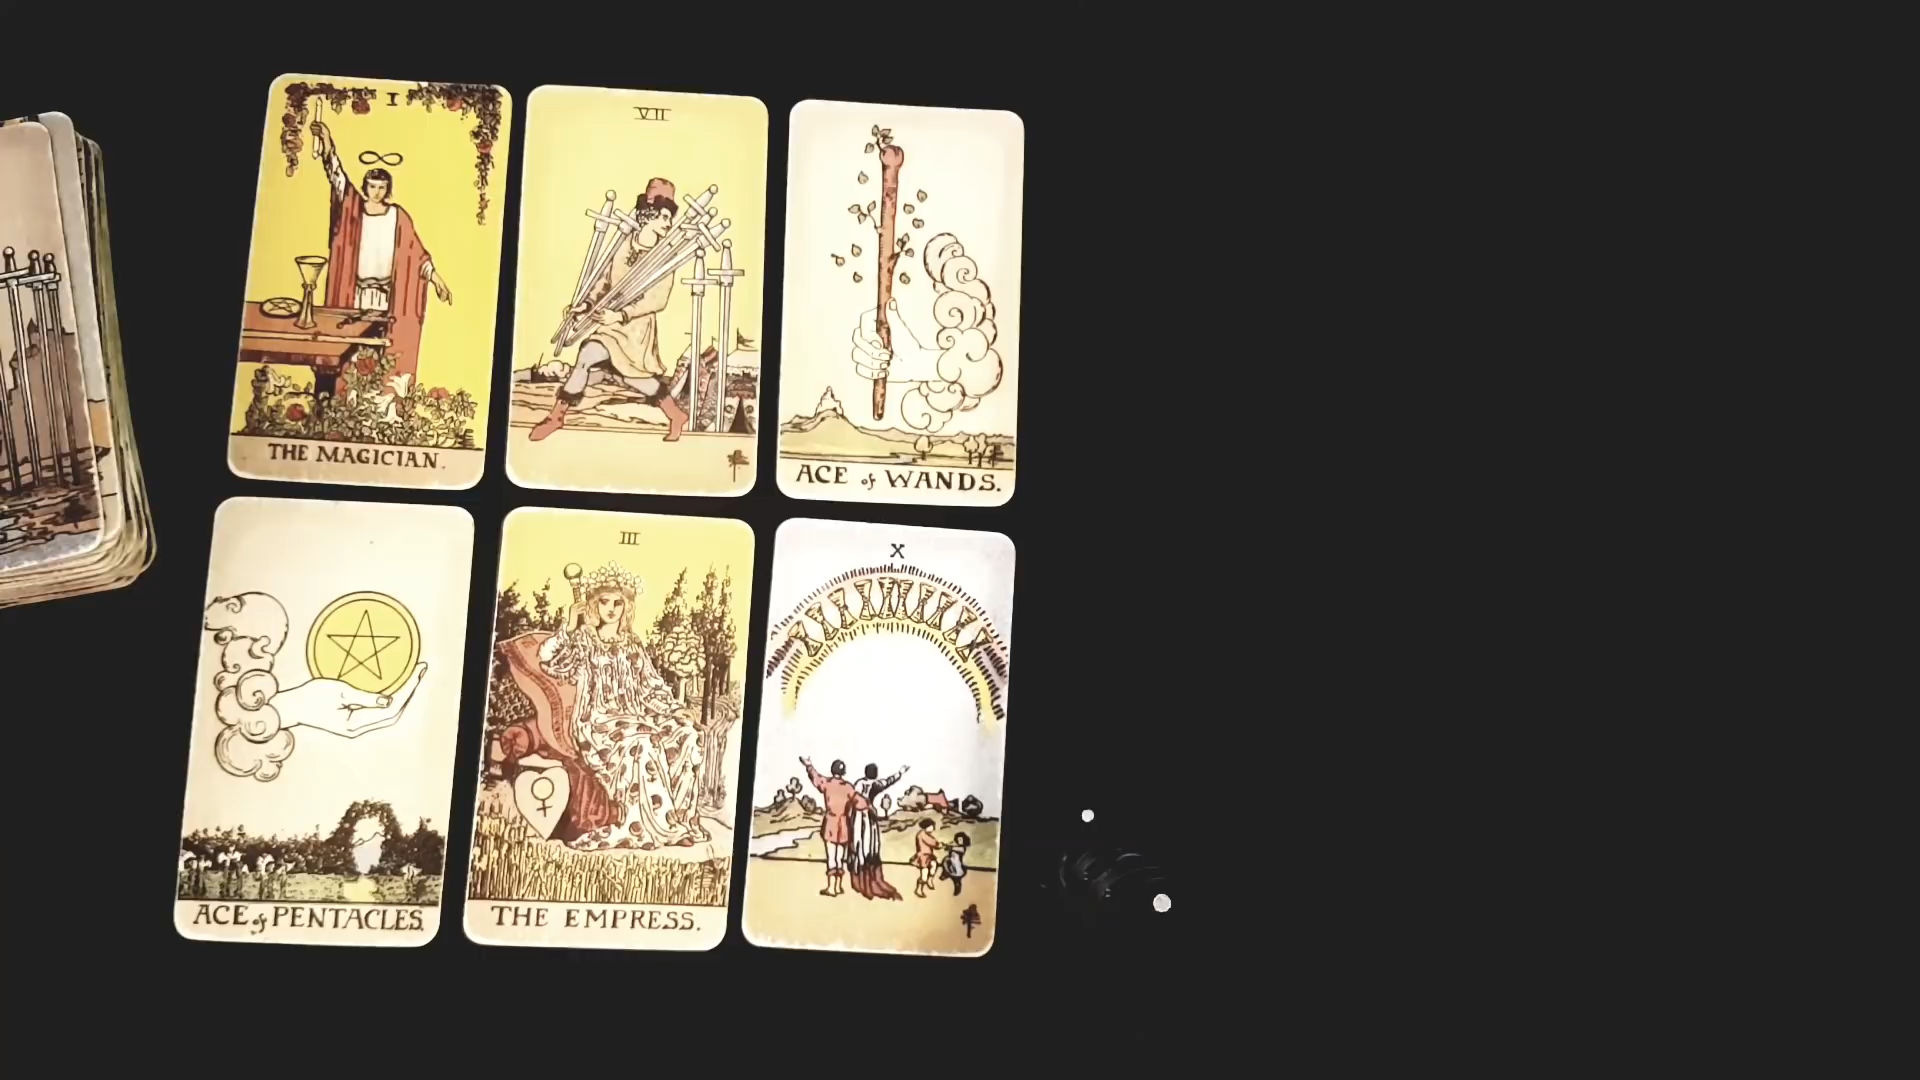 I
THE MAGICIAN.
VII
ACE of WANDS.
ACE of PENTACLES.
III
THE EMPRESS.
X